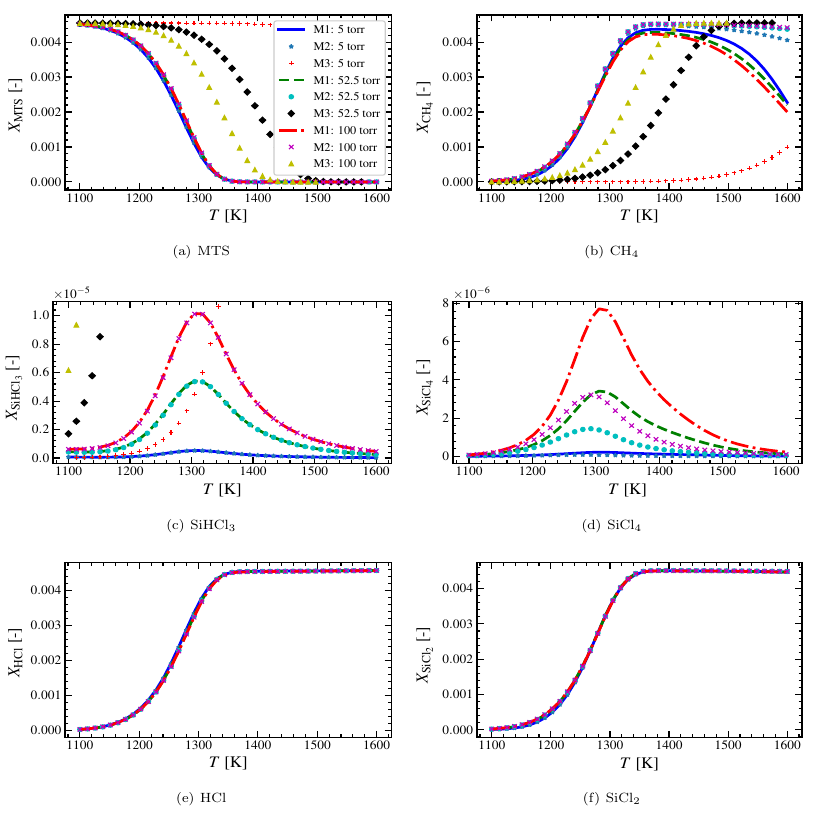 0.004
0.003
0.002
0.001
0.000
X_MTS [-]
M1: 5 torr
M2: 5 torr
M3: 5 torr
M1: 52.5 torr
M2: 52.5 torr
M3: 52.5 torr
M1: 100 torr
M2: 100 torr
M3: 100 torr
1100 1200 1300 1400 1500 1600
T [K]
(a) MTS
0.004
0.003
0.002
0.001
0.000
X_CH₄ [-]
1100 1200 1300 1400 1500 1600
T [K]
(b) CH₄
×10⁻⁵
1.0
0.8
0.6
0.4
0.2
0.0
X_SiHCl₃ [-]
1100 1200 1300 1400 1500 1600
T [K]
(c) SiHCl₃
×10⁻⁶
8
6
4
2
0
X_SiCl₄ [-]
1100 1200 1300 1400 1500 1600
T [K]
(d) SiCl₄
0.004
0.003
0.002
0.001
0.000
X_HCl [-]
1100 1200 1300 1400 1500 1600
T [K]
(e) HCl
0.004
0.003
0.002
0.001
0.000
X_SiCl₂ [-]
1100 1200 1300 1400 1500 1600
T [K]
(f) SiCl₂